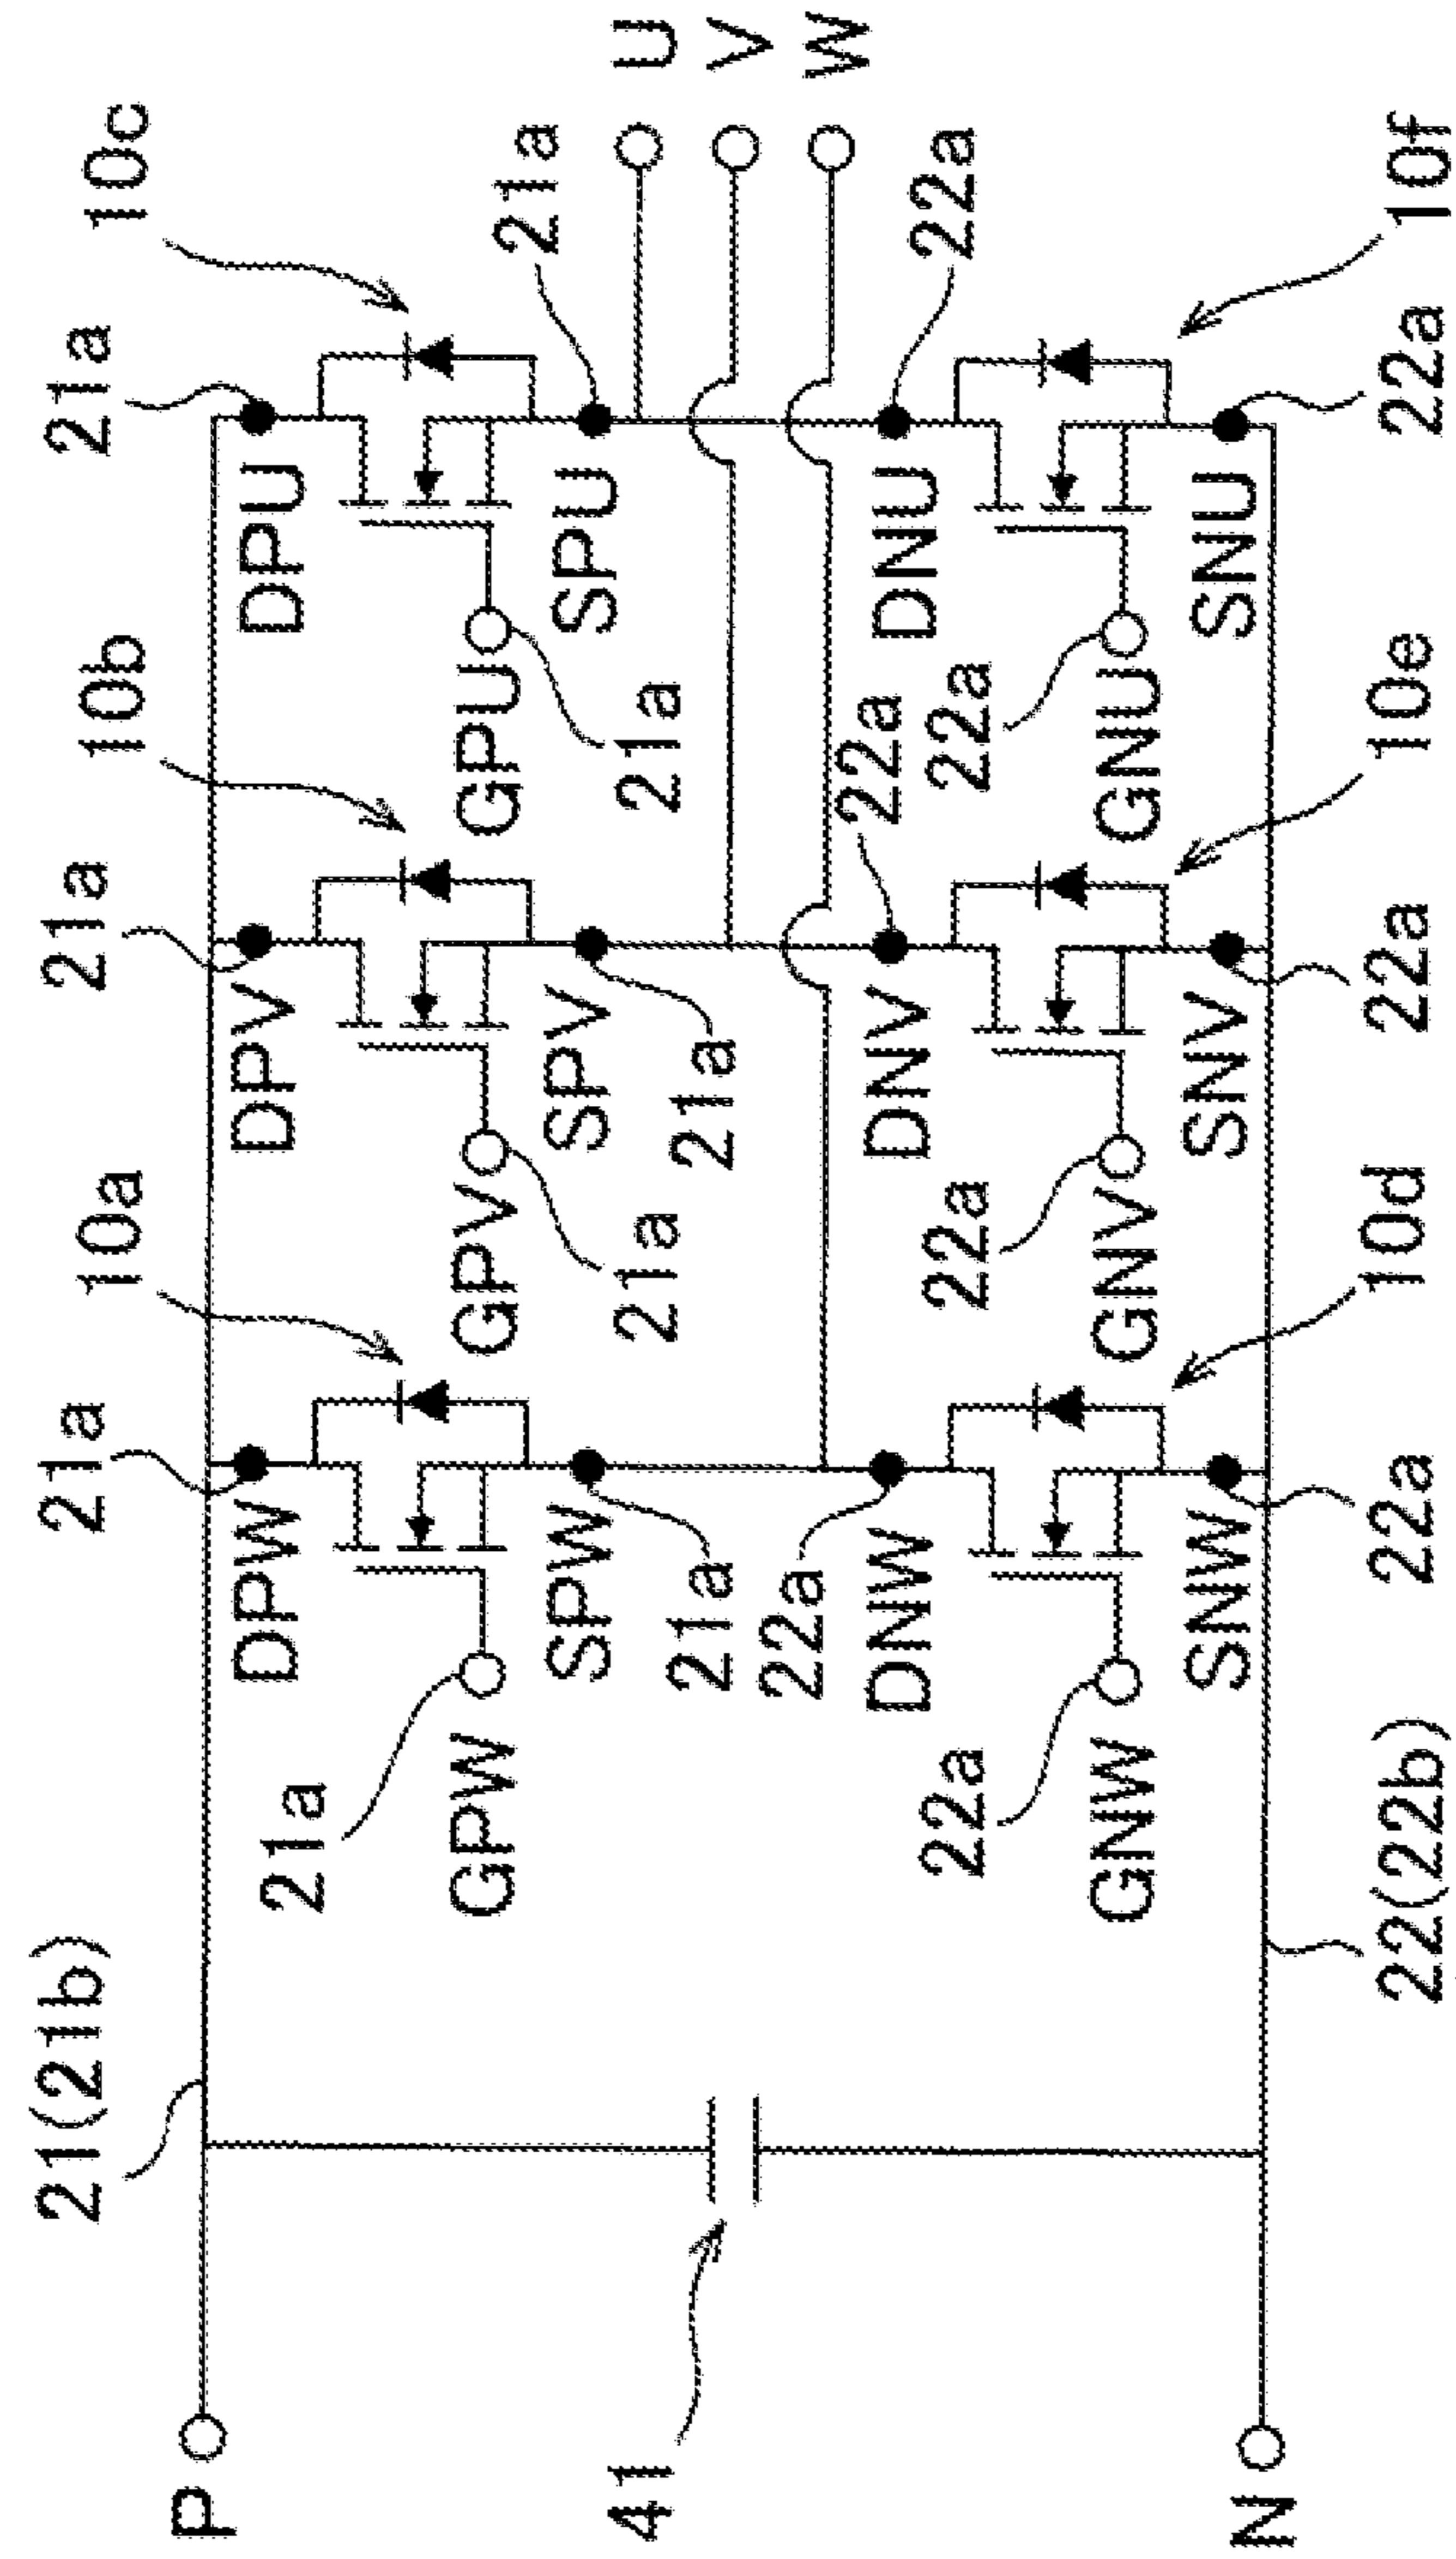 21(21b)
21a
10a
21a
10b
21a
10c
P
DPW
DPV
DPU
21a
GPW
GPV
GPU
SPW
SPV
SPU
21a
21a
21a
21a
21a
U
V
W
41
22a
22a
22a
22a
22a
22a
DNW
DNV
DNU
GNW
GNV
GNU
SNW
SNV
SNU
N
22(22b)
22a
10d
22a
10e
22a
10f